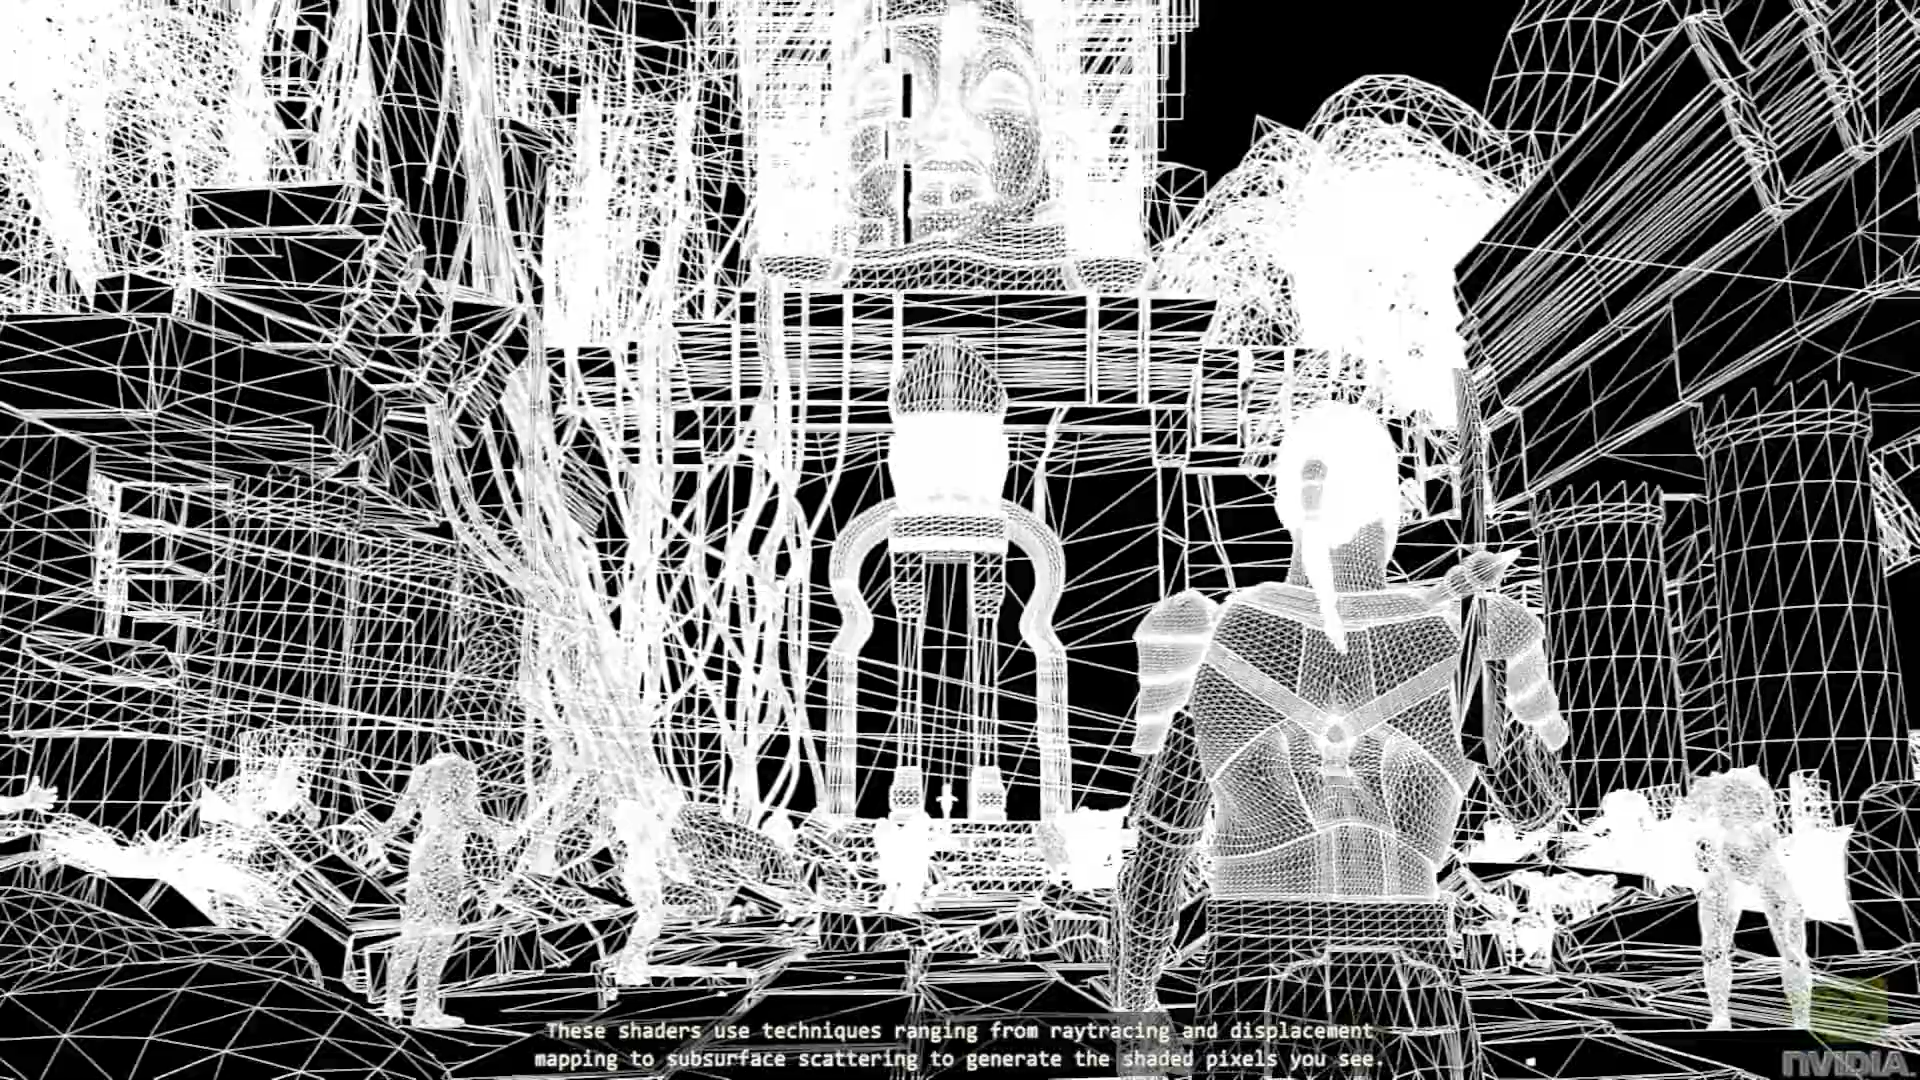 These shaders use techniques ranging from raytracing and displacement
mapping to subsurface scattering to generate the shaded pixels you see.
NVIDIA.